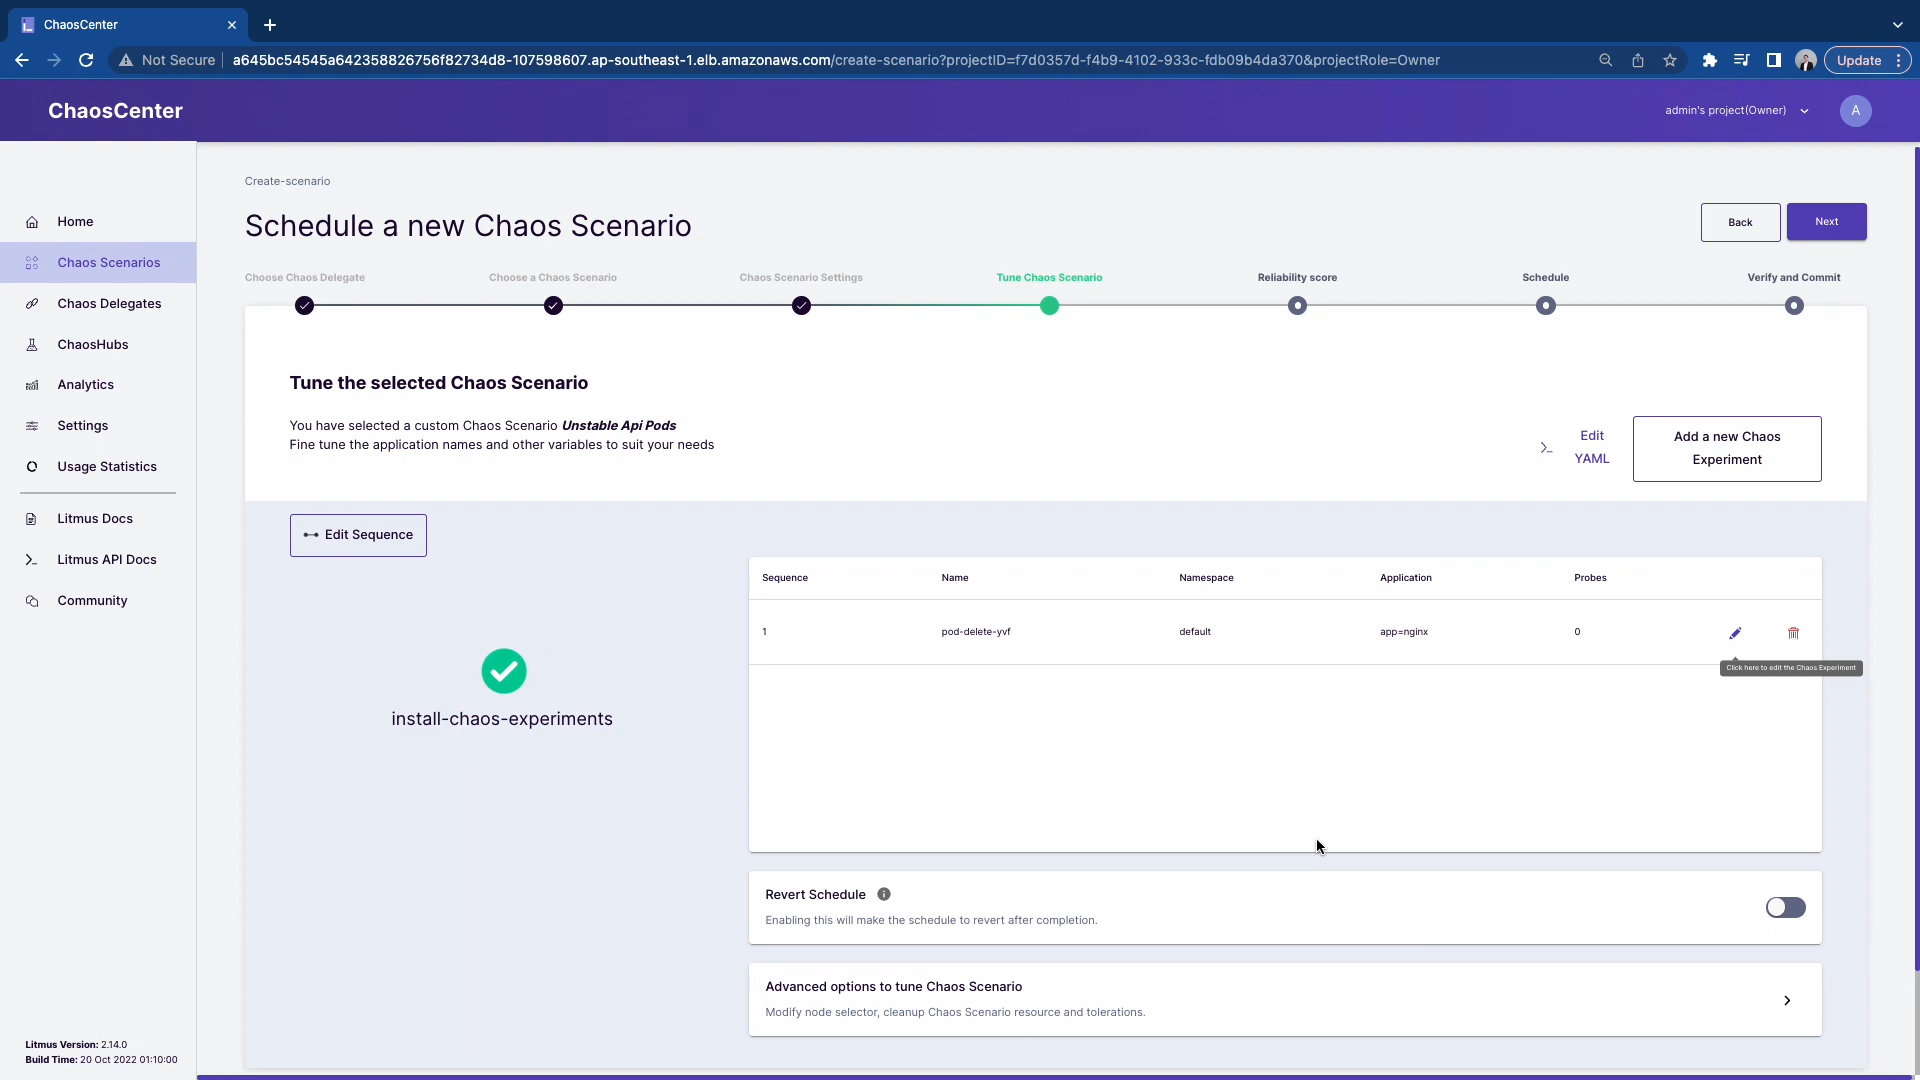 ChaosCenter
Not Secure
a645bc54545a642358826756f82734d8-107598607.ap-southeast-1.elb.amazonaws.com/create-scenario?projectID=f7d0357d-f4b9-4102-933c-fdb09b4da370&projectRole=Owner
Update
ChaosCenter
admin's project(Owner)
A
Home
Chaos Scenarios
Chaos Delegates
ChaosHubs
Analytics
Settings
Usage Statistics
Litmus Docs
Litmus API Docs
Community
Litmus Version: 2.14.0
Build Time: 20 Oct 2022 01:10:00
Create-scenario
Schedule a new Chaos Scenario
Back
Next
Choose Chaos Delegate
Choose a Chaos Scenario
Chaos Scenario Settings
Tune Chaos Scenario
Reliability score
Schedule
Verify and Commit
Tune the selected Chaos Scenario
You have selected a custom Chaos Scenario Unstable Api Pods
Fine tune the application names and other variables to suit your needs
Edit
YAML
Add a new Chaos
Experiment
Edit Sequence
install-chaos-experiments
Sequence Name Namespace Application Probes
1 pod-delete-yvf default app=nginx 0
Click here to edit the Chaos Experiment
Revert Schedule
Enabling this will make the schedule to revert after completion.
Advanced options to tune Chaos Scenario
Modify node selector, cleanup Chaos Scenario resource and tolerations.